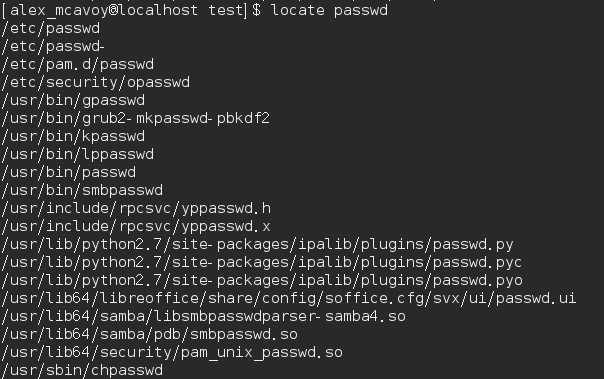 [alex_mcavoy@localhost test]$ locate passwd
/etc/passwd
/etc/passwd-
/etc/pam.d/passwd
/etc/security/opasswd
/usr/bin/gpasswd
/usr/bin/grub2-mkpasswd-pbkdf2
/usr/bin/kpasswd
/usr/bin/lppasswd
/usr/bin/passwd
/usr/bin/smbpasswd
/usr/include/rpcsvc/yppasswd.h
/usr/include/rpcsvc/yppasswd.x
/usr/lib/python2.7/site-packages/ipalib/plugins/passwd.py
/usr/lib/python2.7/site-packages/ipalib/plugins/passwd.pyc
/usr/lib/python2.7/site-packages/ipalib/plugins/passwd.pyo
/usr/lib64/libreoffice/share/config/soffice.cfg/svx/ui/passwd.ui
/usr/lib64/samba/libsmbpasswdparser-samba4.so
/usr/lib64/samba/pdb/smbpasswd.so
/usr/lib64/security/pam_unix_passwd.so
/usr/sbin/chpasswd